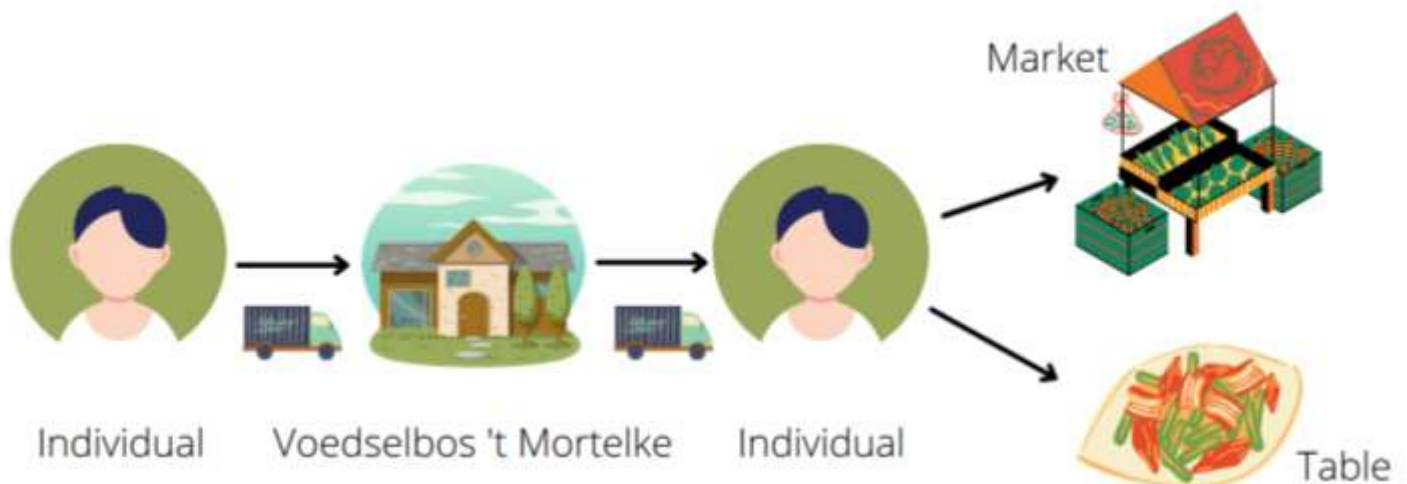 Market
Individual
Voedselbos 't Mortelke
Individual
Table